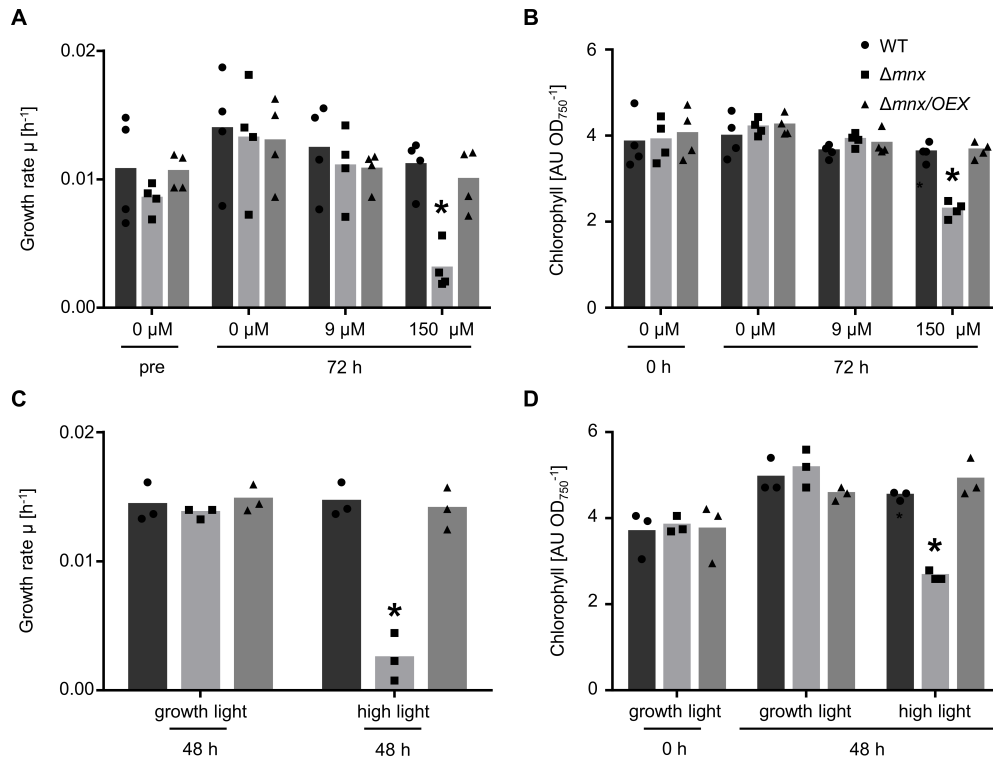 A
0.02
0.01
0.00
Growth rate µ [h⁻¹]
0 µM 0 µM 9 µM 150 µM
pre 72 h
B
6
4
2
0
Chlorophyll [AU OD₇₅₀⁻¹]
WT
Δmnx
Δmnx/OEX
*
*
*
0 µM 0 µM 9 µM 150 µM
0 h 72 h
C
0.02
0.01
0.00
Growth rate µ [h⁻¹]
*
growth light high light
48 h 48 h
D
6
4
2
0
Chlorophyll [AU OD₇₅₀⁻¹]
*
*
growth light growth light high light
0 h 48 h